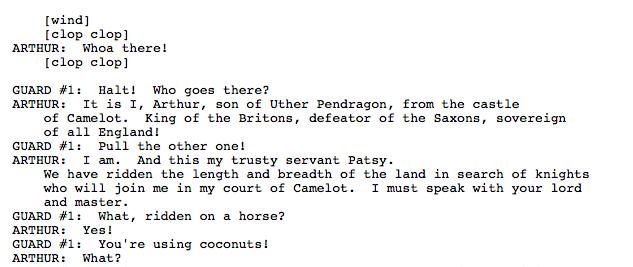 [wind]
[clop clop]
ARTHUR:  Whoa there!
[clop clop]
GUARD #1:  Halt!  Who goes there?
ARTHUR:  It is I, Arthur, son of Uther Pendragon, from the castle
of Camelot.  King of the Britons, defeator of the Saxons, sovereign
of all England!
GUARD #1:  Pull the other one!
ARTHUR:  I am.  And this my trusty servant Patsy.
We have ridden the length and breadth of the land in search of knights
who will join me in my court of Camelot.  I must speak with your lord
and master.
GUARD #1:  What, ridden on a horse?
ARTHUR:  Yes!
GUARD #1:  You're using coconuts!
ARTHUR:  What?